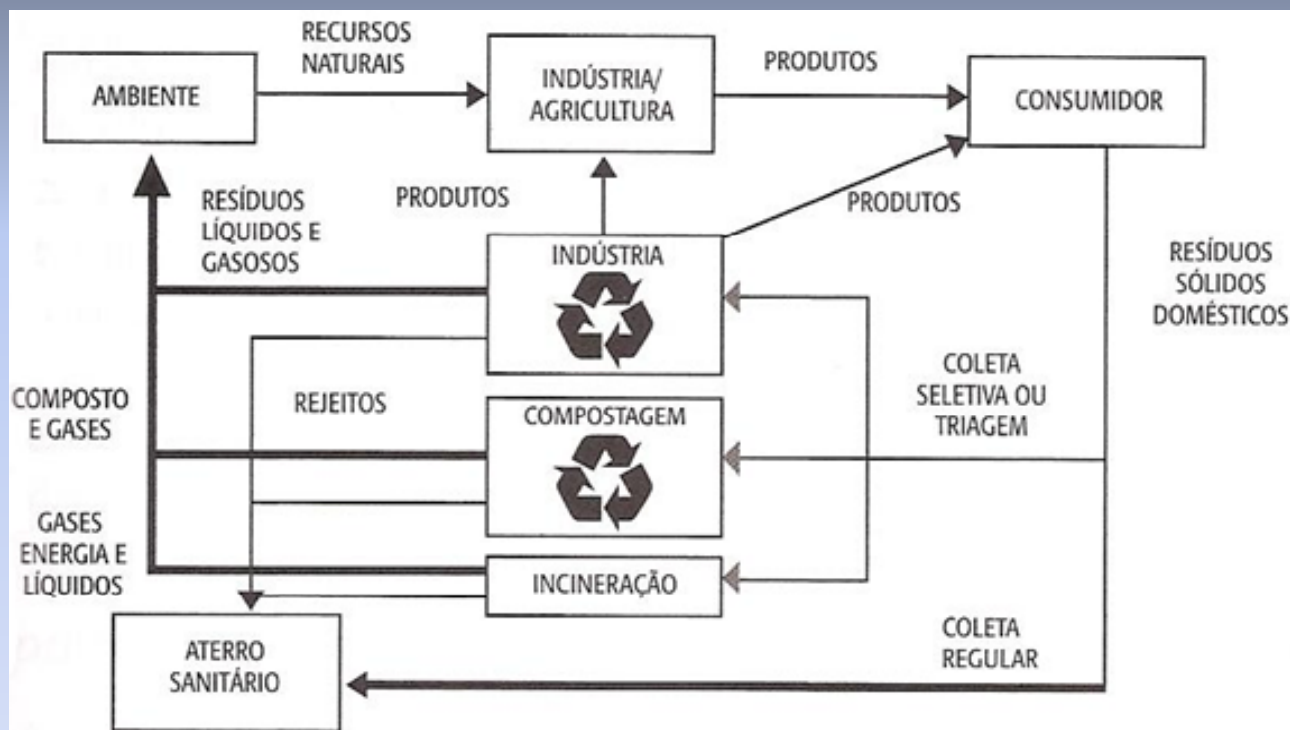 RECURSOS
NATURAIS
AMBIENTE
INDÚSTRIA/
AGRICULTURA
PRODUTOS
CONSUMIDOR
RESÍDUOS
LÍQUIDOS E
GASOSOS
PRODUTOS
PRODUTOS
INDÚSTRIA
RESÍDUOS
SÓLIDOS
DOMÉSTICOS
COMPOSTO
E GASES
REJEITOS
COMPOSTAGEM
COLETA
SELETIVA OU
TRIAGEM
GASES
ENERGIA E
LÍQUIDOS
INCINERAÇÃO
ATERRO
SANITÁRIO
COLETA
REGULAR